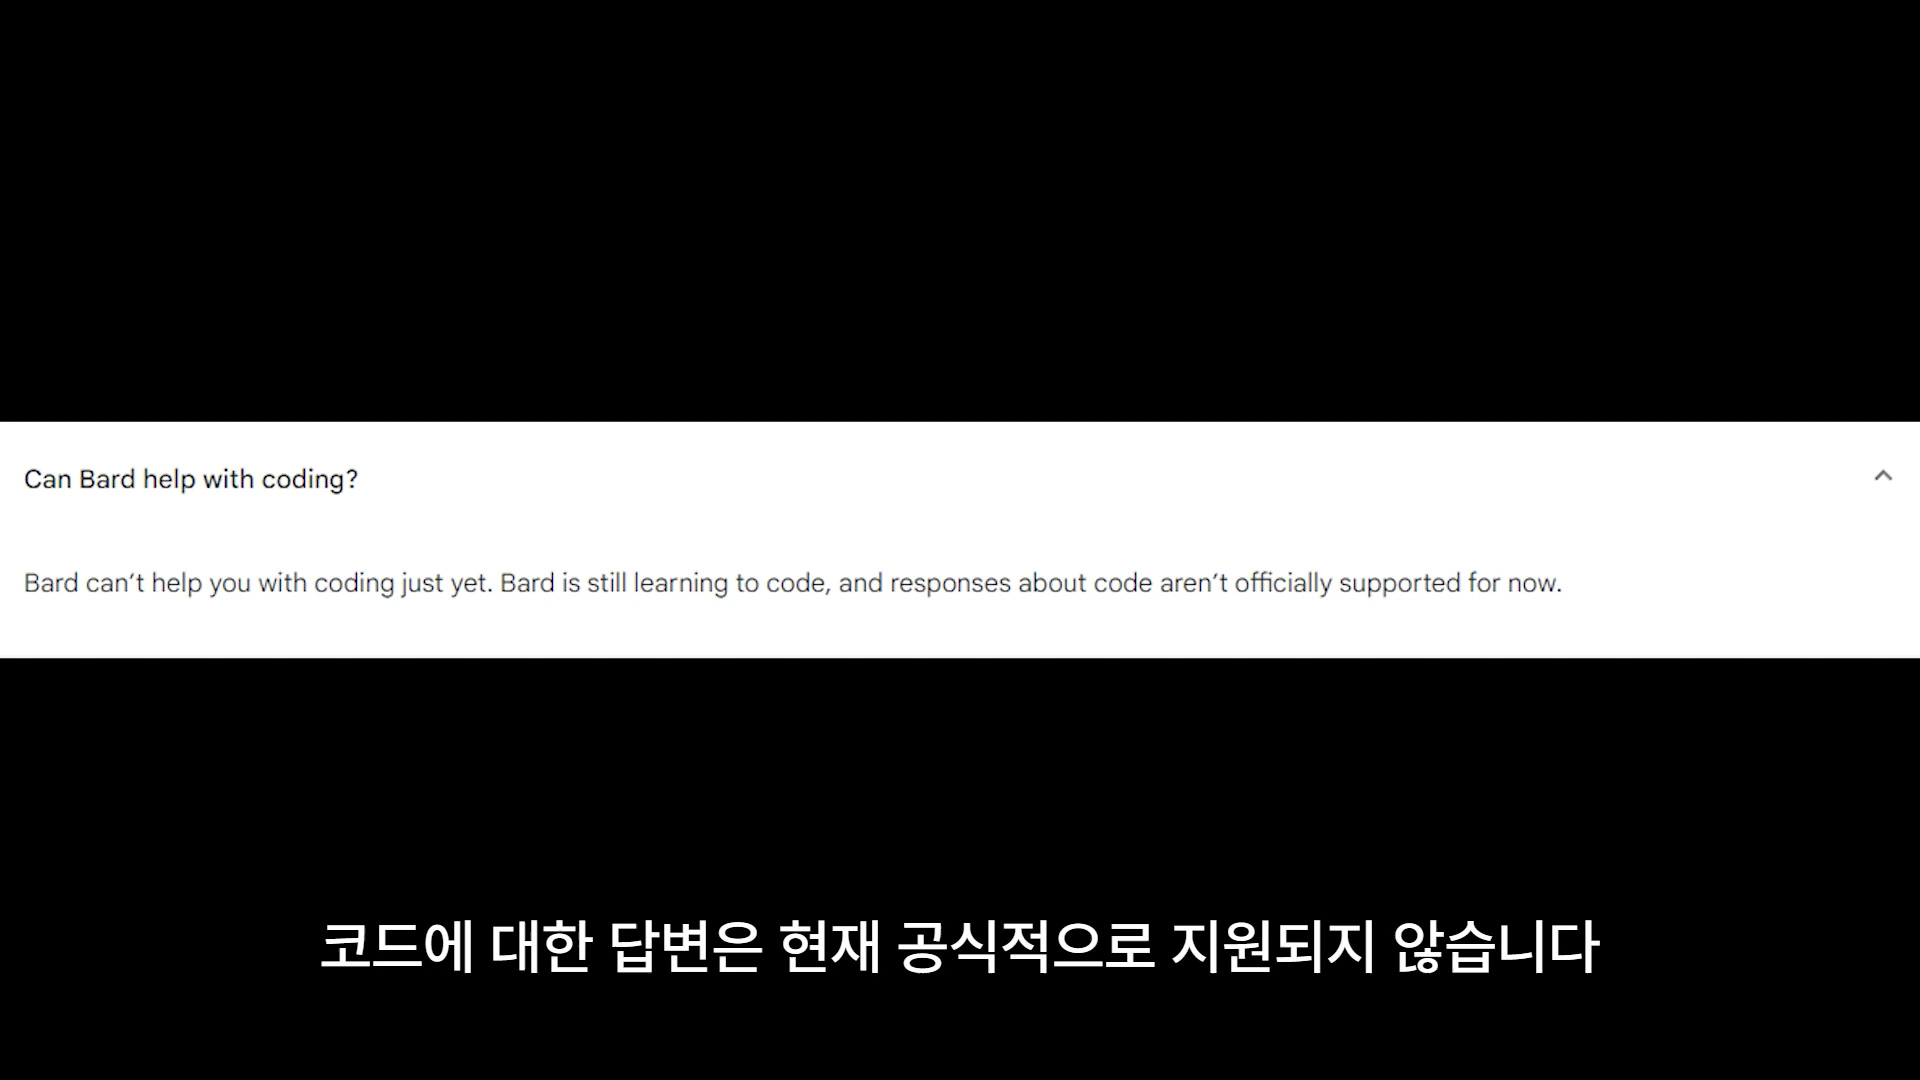 Can Bard help with coding?
Bard can’t help you with coding just yet. Bard is still learning to code, and responses about code aren’t officially supported for now.
코드에 대한 답변은 현재 공식적으로 지원되지 않습니다